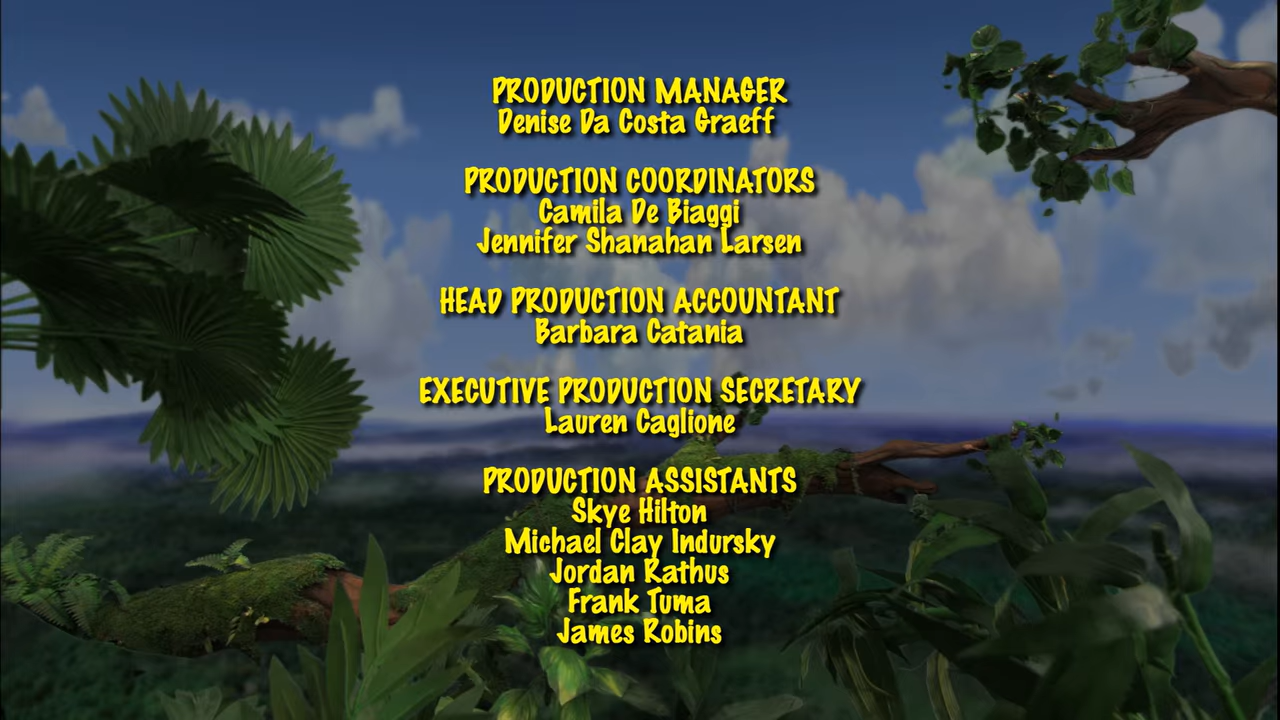 PRODUCTION MANAGER
Denise Da Costa Graeff
PRODUCTION COORDINATORS
Camila De Biaggi
Jennifer Shanahan Larsen
HEAD PRODUCTION ACCOUNTANT
Barbara Catania
EXECUTIVE PRODUCTION SECRETARY
Lauren Caglione
PRODUCTION ASSISTANTS
Skye Hilton
Michael Clay Indursky
Jordan Rathus
Frank Tuma
James Robins